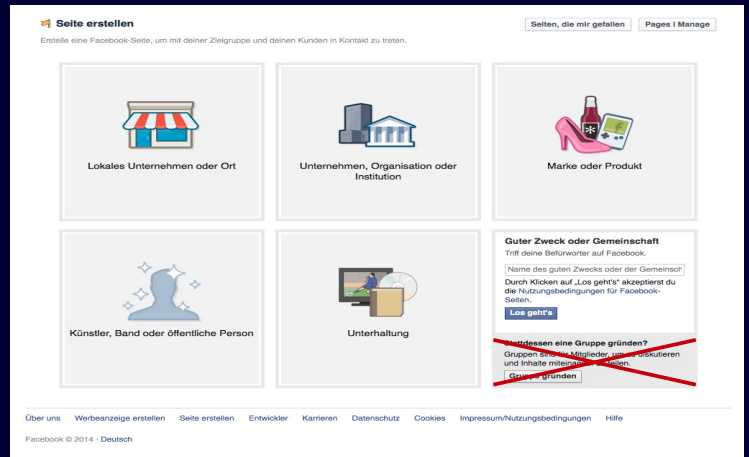 Seite erstellen
Seiten, die mir gefallen
Pages I Manage
Erstelle eine Facebook-Seite, um mit deiner Zielgruppe und deinen Kunden in Kontakt zu treten.
Lokales Unternehmen oder Ort
Unternehmen, Organisation oder
Institution
Marke oder Produkt
Künstler, Band oder öffentliche Person
Unterhaltung
Guter Zweck oder Gemeinschaft
Triff deine Befürworter auf Facebook.
Name des guten Zwecks oder der Gemeinsch
Durch Klicken auf „Los geht's" akzeptierst du
die Nutzungsbedingungen für Facebook-
Seiten.
Los geht's
Stattdessen eine Gruppe gründen?
Gruppen sind für Mitglieder, um zu diskutieren
und Inhalte miteinander teilen.
Gruppe gründen
Über uns Werbeanzeige erstellen Seite erstellen Entwickler Karrieren Datenschutz Cookies Impressum/Nutzungsbedingungen Hilfe
Facebook © 2014 · Deutsch